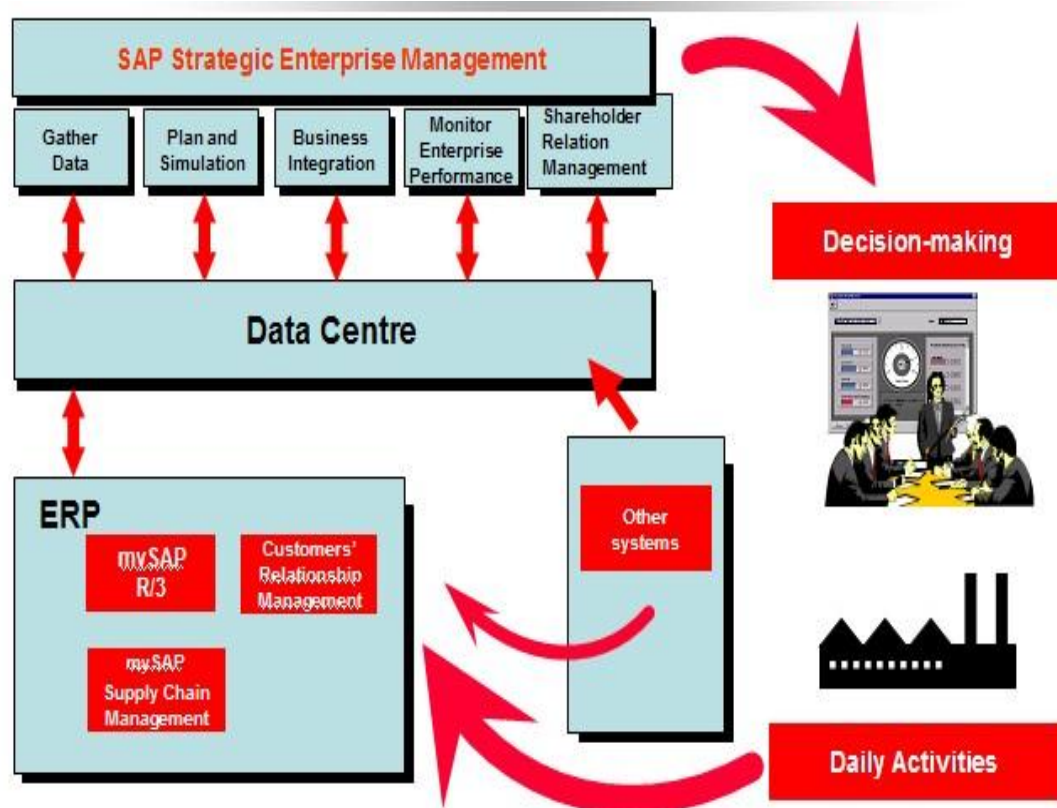 SAP Strategic Enterprise Management
Gather
Data
Plan and
Simulation
Business
Integration
Monitor
Enterprise
Performance
Shareholder
Relation
Management
Decision-making
Data Centre
ERP
mySAP
R/3
Customers'
Relationship
Management
mySAP
Supply Chain
Management
Other
systems
Daily Activities